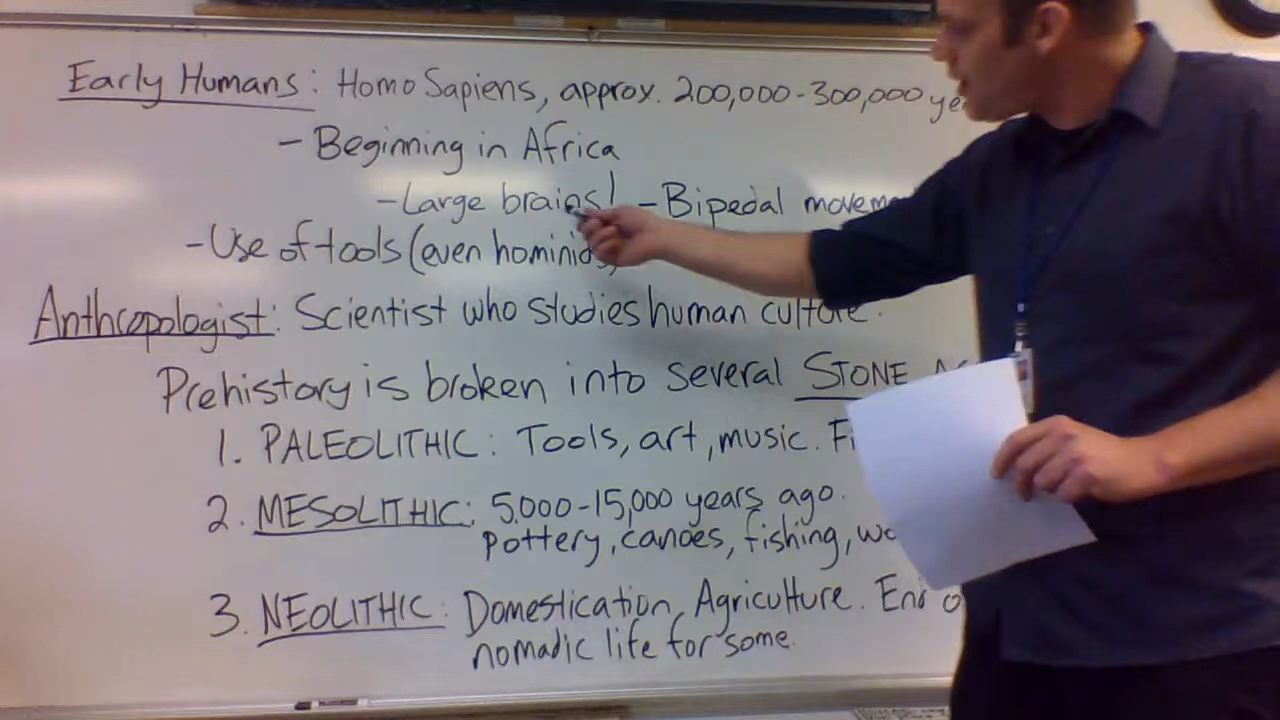 Early Humans: Homo Sapiens, approx. 200,000-300,000
- Beginning in Africa
- Large brains! - Bipedal
- Use of tools (even hominids)
Anthropologist: Scientist who studies human culture.
Prehistory is broken into several STONE
1. PALEOLITHIC: Tools, art, music.
2. MESOLITHIC: 5,000-15,000 years ago.
pottery, canoes, fishing,
3. NEOLITHIC: Domestication, Agriculture. End
nomadic life for some.